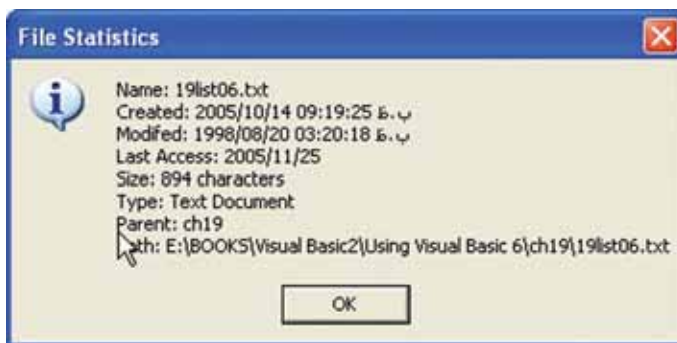 File Statistics
Name: 19list06.txt
Created: 2005/10/14 09:19:25 ب.ظ
Modifed: 1998/08/20 03:20:18 ب.ظ
Last Access: 2005/11/25
Size: 894 characters
Type: Text Document
Parent: ch19
Path: E:\BOOKS\Visual Basic2\Using Visual Basic 6\ch19\19list06.txt
OK